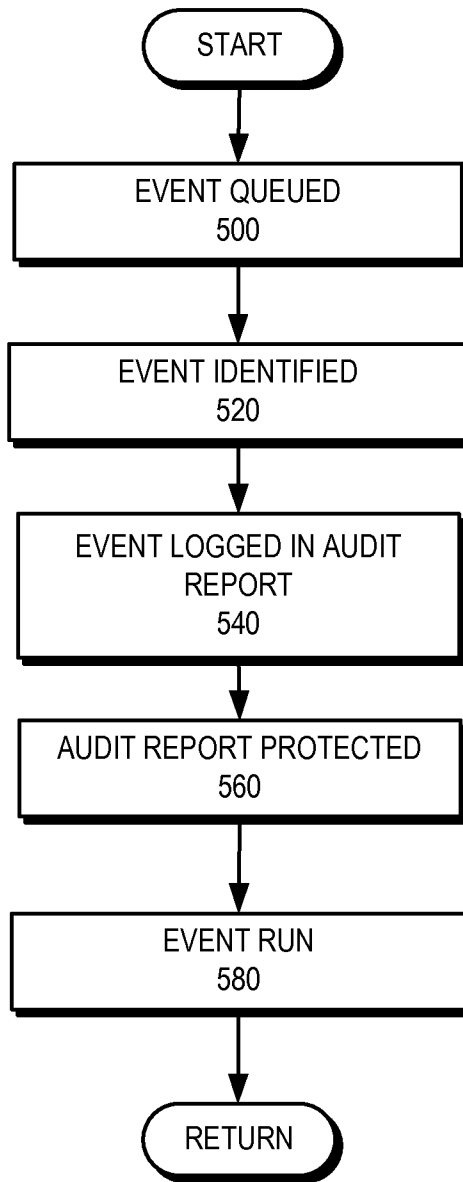 START
EVENT QUEUED
500
EVENT IDENTIFIED
520
EVENT LOGGED IN AUDIT
REPORT
540
AUDIT REPORT PROTECTED
560
EVENT RUN
580
RETURN